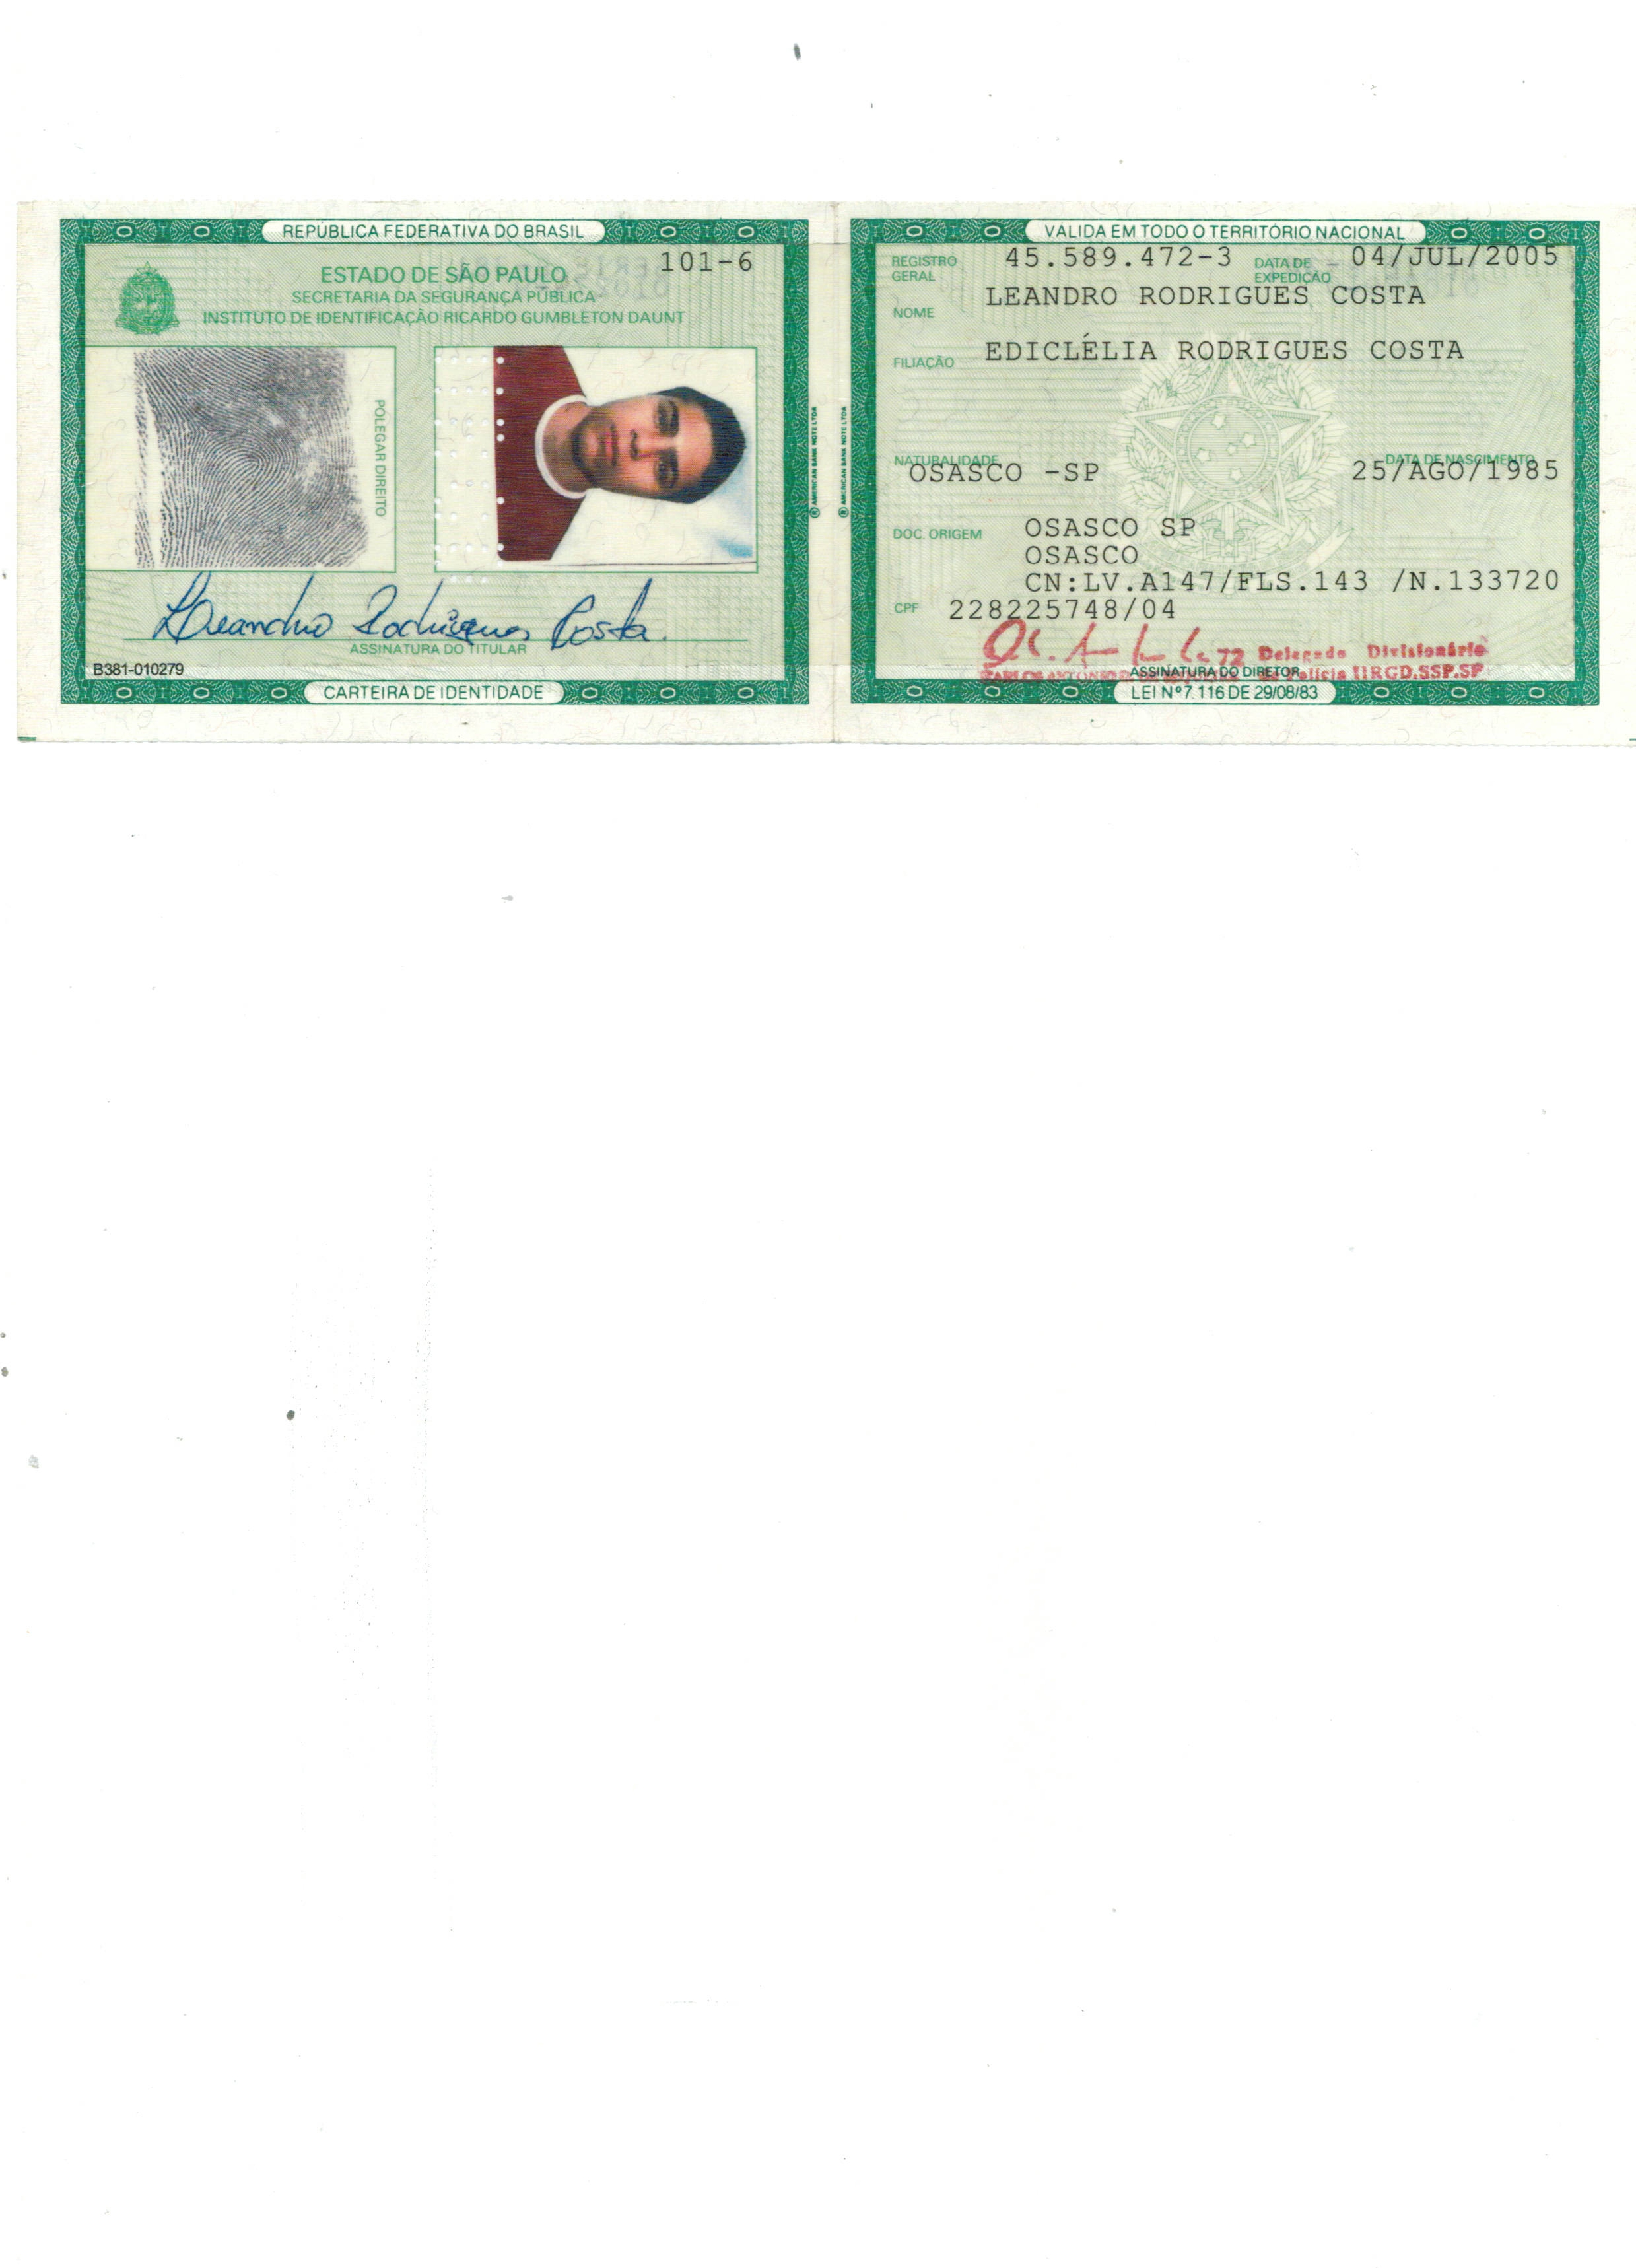 REPÚBLICA FEDERATIVA DO BRASIL
101-6
ESTADO DE SÃO PAULO
SECRETARIA DA SEGURANÇA PÚBLICA
INSTITUTO DE IDENTIFICAÇÃO RICARDO GUMBLETON DAUNT
POLEGAR DIREITO
Leandro Rodrigues Costa.
ASSINATURA DO TITULAR
B381-010279
CARTEIRA DE IDENTIDADE
AMERICAN BANK NOTE LTDA
AMERICAN BANK NOTE LTDA
VÁLIDA EM TODO O TERRITÓRIO NACIONAL
REGISTRO GERAL 45.589.472-3 DATA DE EXPEDIÇÃO 04/JUL/2005
NOME LEANDRO RODRIGUES COSTA
FILIAÇÃO EDICLÉLIA RODRIGUES COSTA
NATURALIDADE DATA DE NASCIMENTO
OSASCO -SP 25/AGO/1985
DOC. ORIGEM OSASCO SP
OSASCO
CN:LV.A147/FLS.143 /N.133720
CPF 228225748/04
Delegado Divisionário
ASSINATURA DO DIRETOR Polícia IIRGD.SSP.SP
LEI Nº 7.116 DE 29/08/83